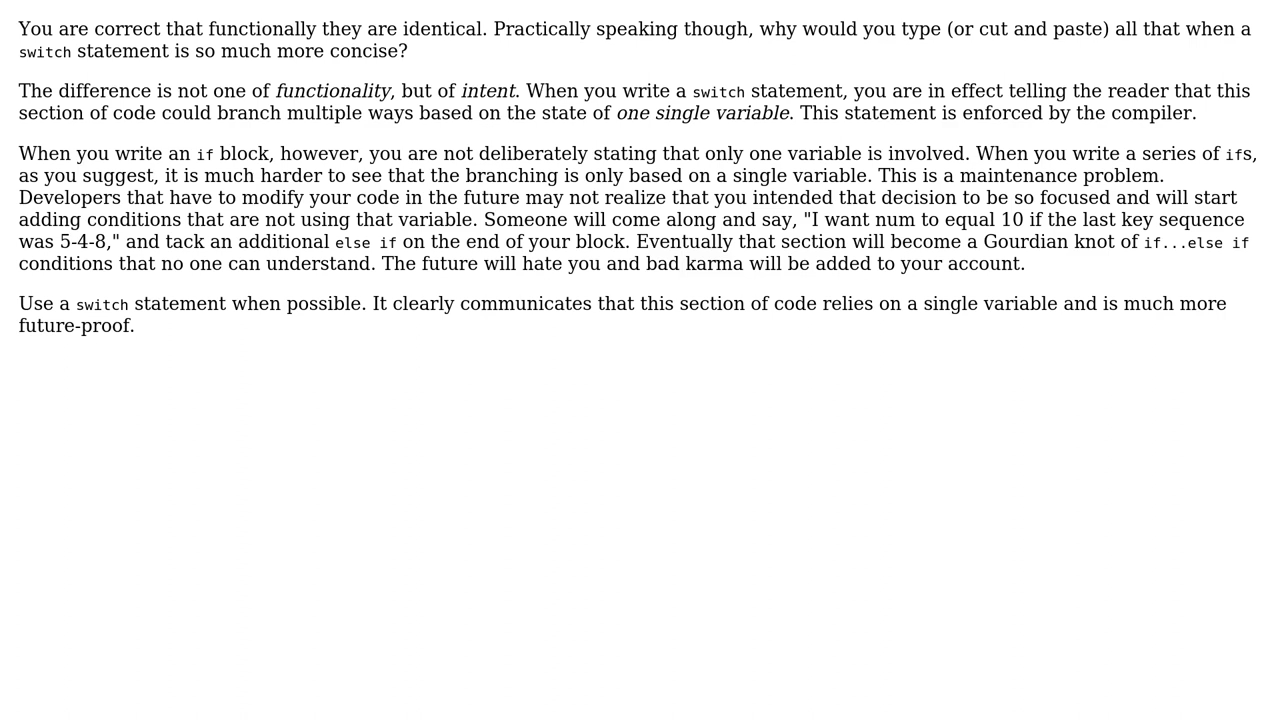 You are correct that functionally they are identical. Practically speaking though, why would you type (or cut and paste) all that when a
switch statement is so much more concise?
The difference is not one of functionality, but of intent. When you write a switch statement, you are in effect telling the reader that this
section of code could branch multiple ways based on the state of one single variable. This statement is enforced by the compiler.
When you write an if block, however, you are not deliberately stating that only one variable is involved. When you write a series of ifs,
as you suggest, it is much harder to see that the branching is only based on a single variable. This is a maintenance problem.
Developers that have to modify your code in the future may not realize that you intended that decision to be so focused and will start
adding conditions that are not using that variable. Someone will come along and say, "I want num to equal 10 if the last key sequence
was 5-4-8," and tack an additional else if on the end of your block. Eventually that section will become a Gourdian knot of if...else if
conditions that no one can understand. The future will hate you and bad karma will be added to your account.
Use a switch statement when possible. It clearly communicates that this section of code relies on a single variable and is much more
future-proof.